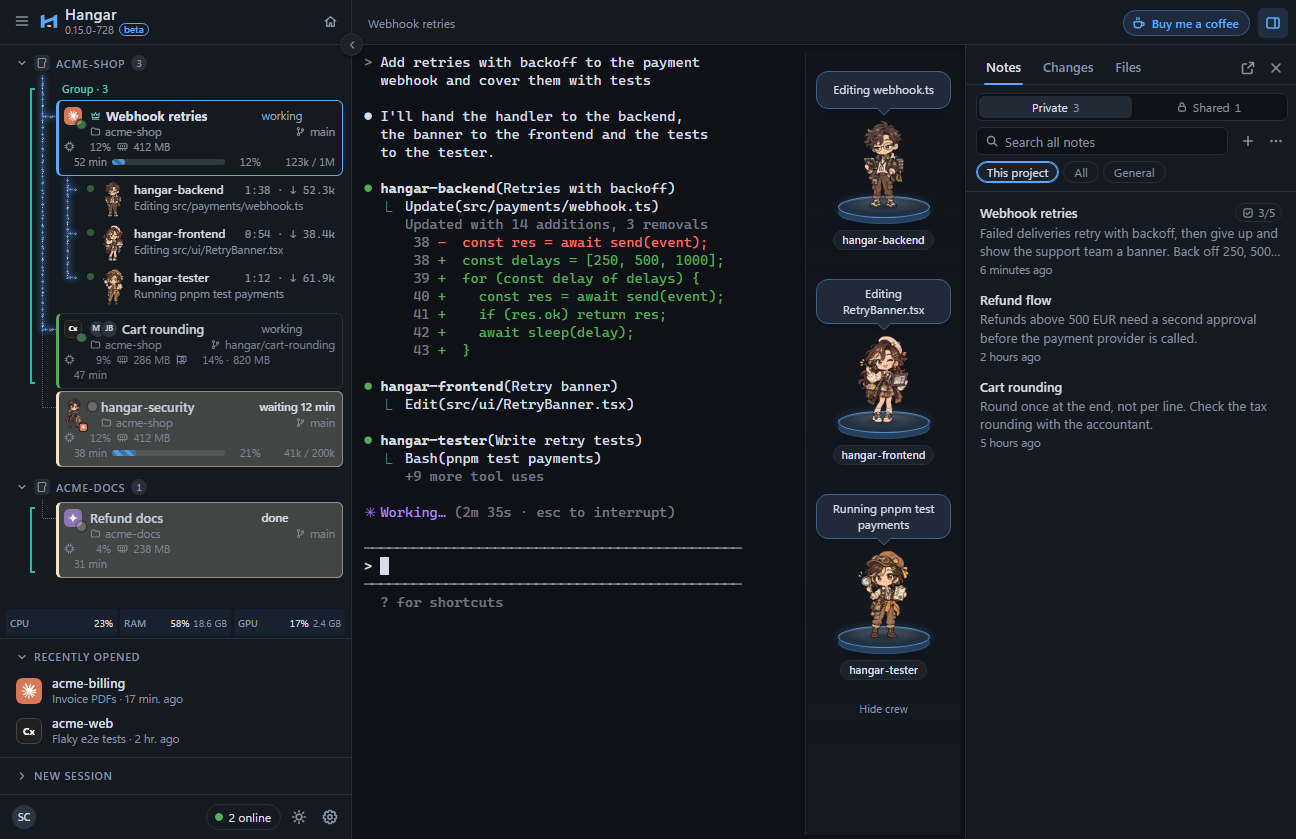 Hangar
0.15.0-728 beta
ACME-SHOP 3
Group · 3
Webhook retries working
acme-shop main
12% 412 MB
52 min 12% 123k / 1M
hangar-backend 1:38 · ↓ 52.3k
Editing src/payments/webhook.ts
hangar-frontend 0:54 · ↓ 38.4k
Editing src/ui/RetryBanner.tsx
hangar-tester 1:12 · ↓ 61.9k
Running pnpm test payments
Cx M JB Cart rounding working
acme-shop hangar/cart-rounding
9% 286 MB 14% · 820 MB
47 min
hangar-security waiting 12 min
acme-shop main
12% 412 MB
38 min 21% 41k / 200k
ACME-DOCS 1
Refund docs done
acme-docs main
4% 238 MB
31 min
CPU 23% RAM 58% 18.6 GB GPU 17% 2.4 GB
RECENTLY OPENED
acme-billing
Invoice PDFs · 17 min. ago
Cx acme-web
Flaky e2e tests · 2 hr. ago
NEW SESSION
SC 2 online
Webhook retries
Buy me a coffee
> Add retries with backoff to the payment
webhook and cover them with tests
● I'll hand the handler to the backend,
the banner to the frontend and the tests
to the tester.
● hangar-backend(Retries with backoff)
└ Update(src/payments/webhook.ts)
Updated with 14 additions, 3 removals
38 - const res = await send(event);
38 + const delays = [250, 500, 1000];
39 + for (const delay of delays) {
40 + const res = await send(event);
41 + if (res.ok) return res;
42 + await sleep(delay);
43 + }
● hangar-frontend(Retry banner)
└ Edit(src/ui/RetryBanner.tsx)
● hangar-tester(Write retry tests)
└ Bash(pnpm test payments)
+9 more tool uses
✳ Working… (2m 35s · esc to interrupt)
>
? for shortcuts
Editing webhook.ts
hangar-backend
Editing
RetryBanner.tsx
hangar-frontend
Running pnpm test
payments
hangar-tester
Hide crew
Notes Changes Files
Private 3 Shared 1
Search all notes
This project All General
Webhook retries 3/5
Failed deliveries retry with backoff, then give up and
show the support team a banner. Back off 250, 500...
6 minutes ago
Refund flow
Refunds above 500 EUR need a second approval
before the payment provider is called.
2 hours ago
Cart rounding
Round once at the end, not per line. Check the tax
rounding with the accountant.
5 hours ago